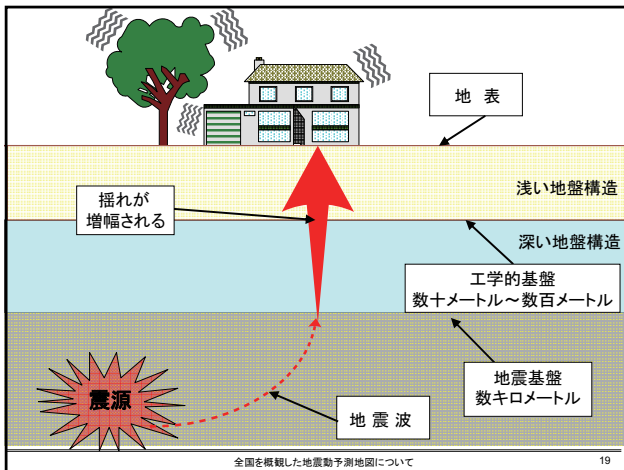 地 表
浅い地盤構造
揺れが
増幅される
深い地盤構造
工学的基盤
数十メートル~数百メートル
地震基盤
数キロメートル
震源
地 震 波
全国を概観した地震動予測地図について
19